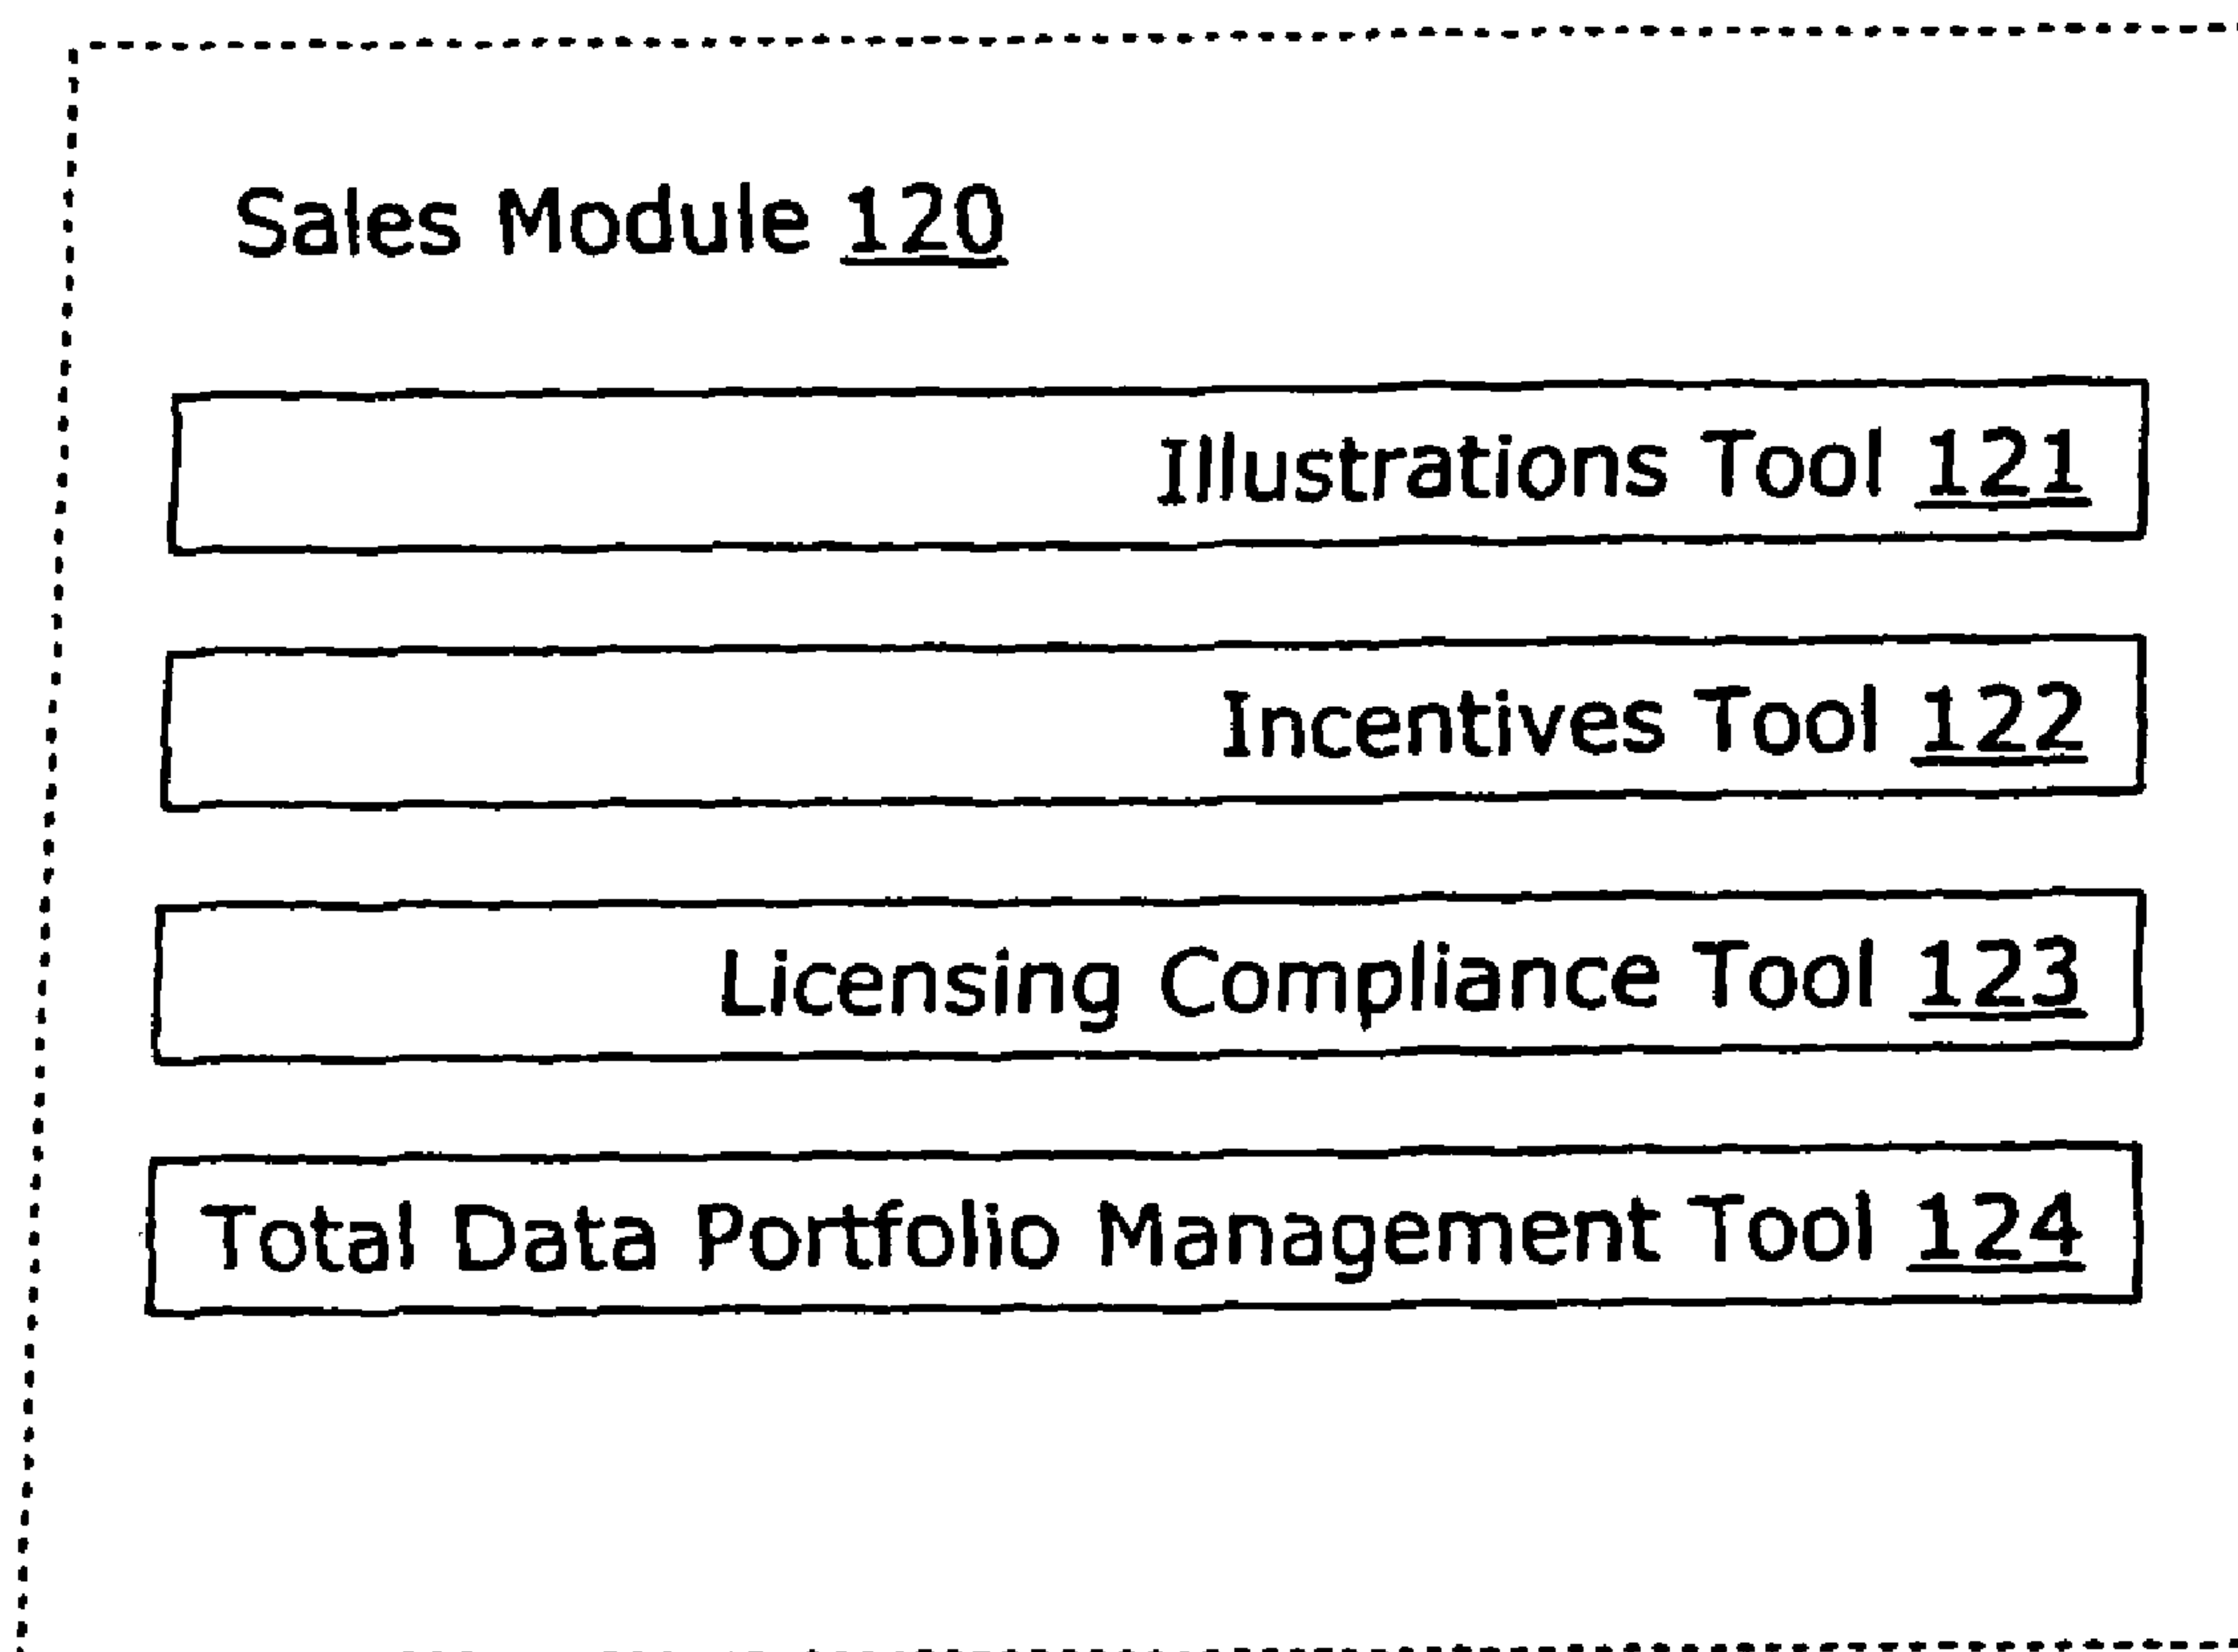 Sales Module 120
Illustrations Tool 121
Incentives Tool 122
Licensing Compliance Tool 123
Total Data Portfolio Management Tool 124